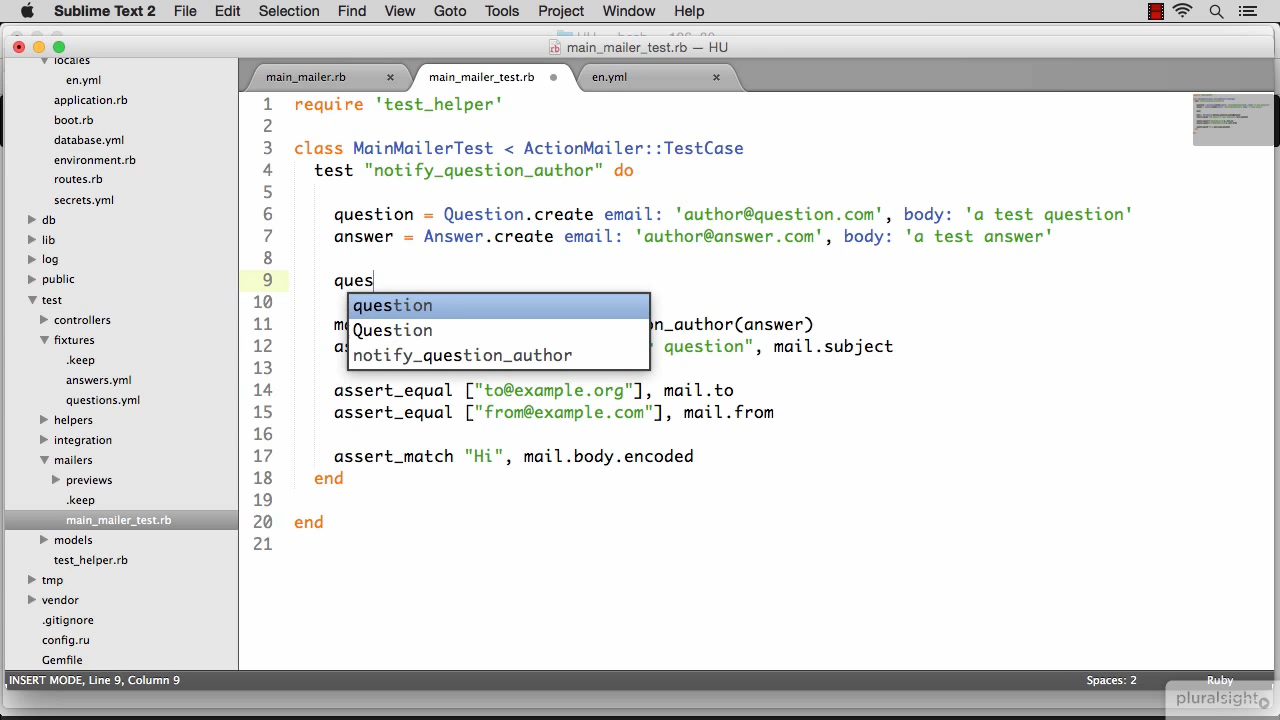 Sublime Text 2 File Edit Selection Find View Goto Tools Project Window Help
main_mailer_test.rb — HU
main_mailer.rb × main_mailer_test.rb en.yml ×
locales
en.yml
application.rb
boot.rb
database.yml
environment.rb
routes.rb
secrets.yml
db
lib
log
public
test
controllers
fixtures
.keep
answers.yml
questions.yml
helpers
integration
mailers
previews
.keep
main_mailer_test.rb
models
test_helper.rb
tmp
vendor
.gitignore
config.ru
Gemfile
1 require 'test_helper'
2
3 class MainMailerTest < ActionMailer::TestCase
4 test "notify_question_author" do
5
6 question = Question.create email: 'author@question.com', body: 'a test question'
7 answer = Answer.create email: 'author@answer.com', body: 'a test answer'
8
9 ques
question
Question
notify_question_author
10
11 n_author(answer)
12 question", mail.subject
13
14 assert_equal ["to@example.org"], mail.to
15 assert_equal ["from@example.com"], mail.from
16
17 assert_match "Hi", mail.body.encoded
18 end
19
20 end
21
INSERT MODE, Line 9, Column 9 Spaces: 2 Ruby
pluralsight